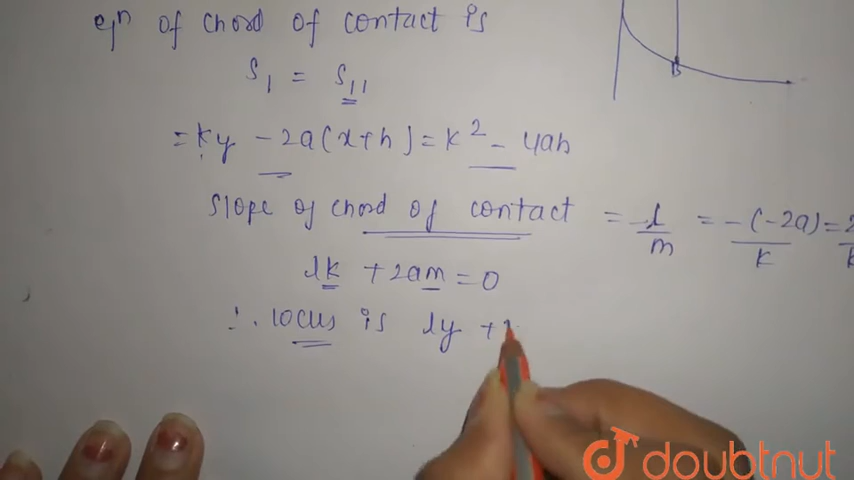 eqⁿ of chord of contact is
S₁ = S₁₁
B
= ky - 2a(x+h) = k² - 4ah
slope of chord of contact = -l/m = -(-2a)/k = 2
lk + 2am = 0
∴ locus is ly +
doubtnut